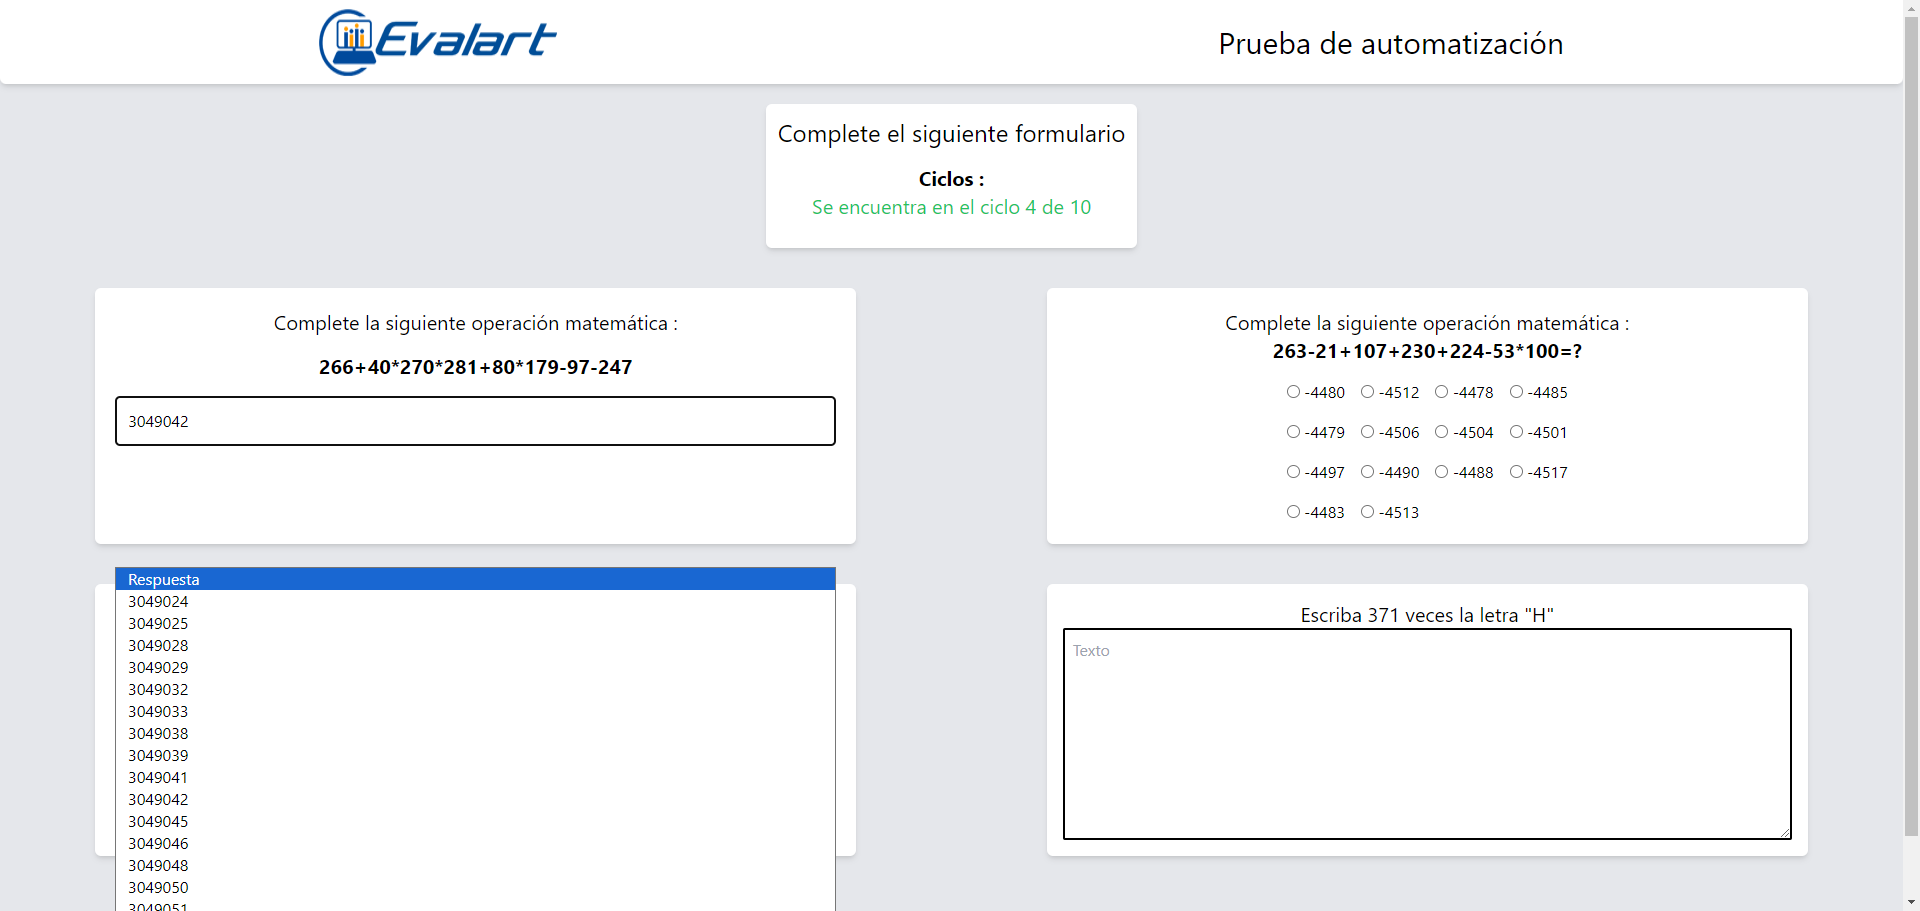 Evalart
Prueba de automatización
Complete el siguiente formulario
Ciclos :
Se encuentra en el ciclo 4 de 10
Complete la siguiente operación matemática :
266+40*270*281+80*179-97-247
3049042
Complete la siguiente operación matemática :
263-21+107+230+224-53*100=?
-4480 -4512 -4478 -4485
-4479 -4506 -4504 -4501
-4497 -4490 -4488 -4517
-4483 -4513
Respuesta
3049024
3049025
3049028
3049029
3049032
3049033
3049038
3049039
3049041
3049042
3049045
3049046
3049048
3049050
3049051
Escriba 371 veces la letra "H"
Texto